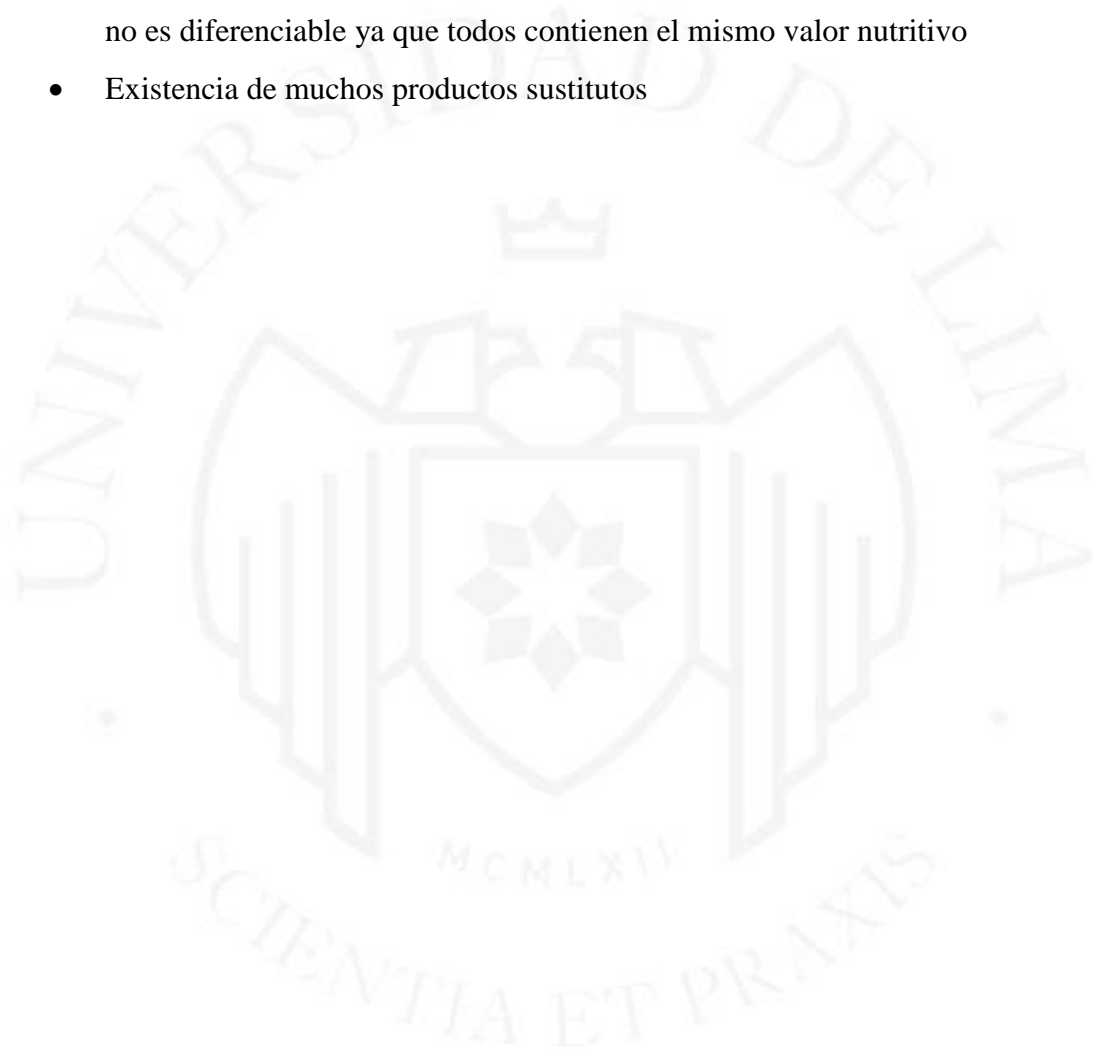 no es diferenciable ya que todos contienen el mismo valor nutritivo
• Existencia de muchos productos sustitutos
UNIVERSIDAD DE LIMA
MCMLXII
SCIENTIA ET PRAXIS